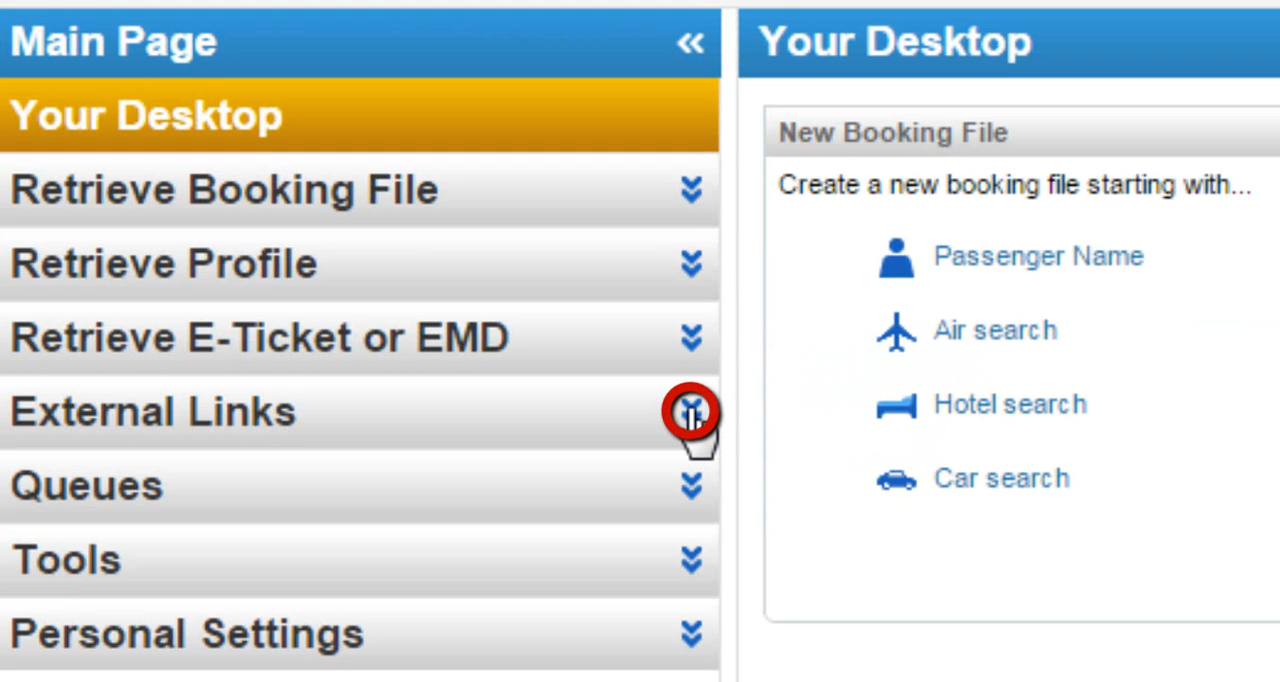 Main Page
Your Desktop
Retrieve Booking File
Retrieve Profile
Retrieve E-Ticket or EMD
External Links
Queues
Tools
Personal Settings
Your Desktop
New Booking File
Create a new booking file starting with...
Passenger Name
Air search
Hotel search
Car search